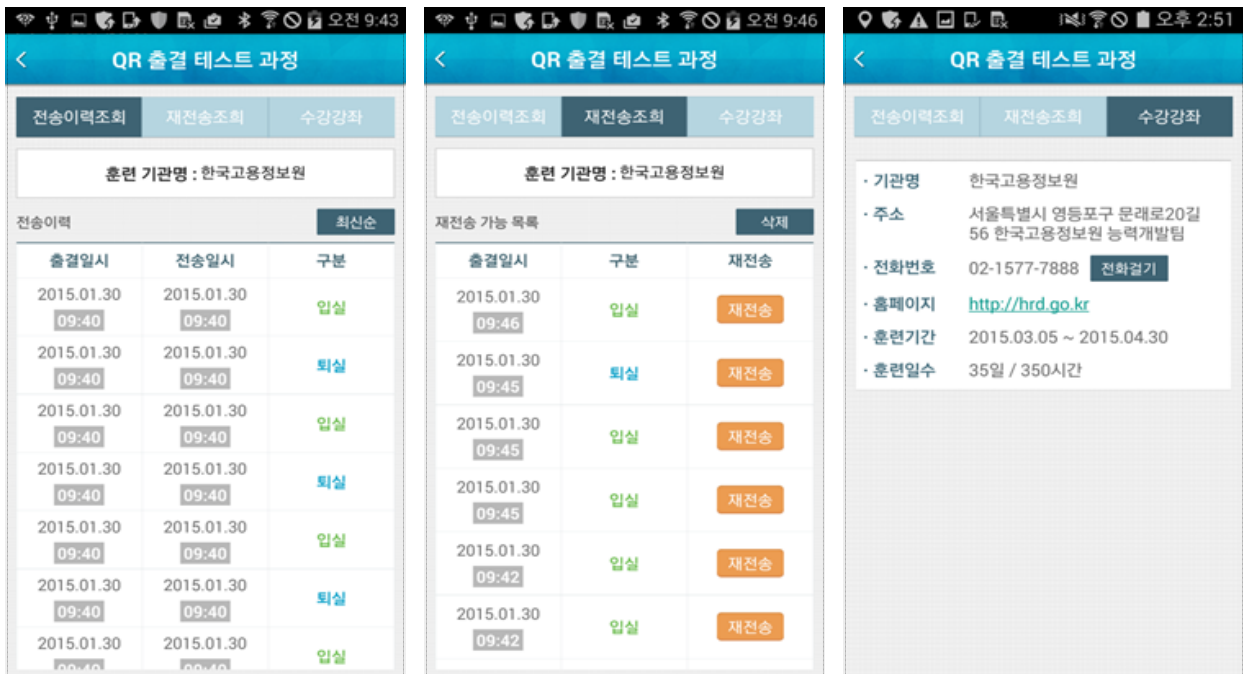 오전 9:43
QR 출결 테스트 과정
전송이력조회 재전송조회 수강강좌
훈련 기관명 : 한국고용정보원
전송이력 최신순
출결일시 전송일시 구분
2015.01.30 2015.01.30 입실
09:40 09:40
2015.01.30 2015.01.30 퇴실
09:40 09:40
2015.01.30 2015.01.30 입실
09:40 09:40
2015.01.30 2015.01.30 퇴실
09:40 09:40
2015.01.30 2015.01.30 입실
09:40 09:40
2015.01.30 2015.01.30 퇴실
09:40 09:40
2015.01.30 2015.01.30 입실
오전 9:46
QR 출결 테스트 과정
전송이력조회 재전송조회 수강강좌
훈련 기관명 : 한국고용정보원
재전송 가능 목록 삭제
출결일시 구분 재전송
2015.01.30 입실 재전송
09:46
2015.01.30 퇴실 재전송
09:45
2015.01.30 입실 재전송
09:45
2015.01.30 입실 재전송
09:45
2015.01.30 입실 재전송
09:42
2015.01.30 입실 재전송
09:42
오후 2:51
QR 출결 테스트 과정
전송이력조회 재전송조회 수강강좌
· 기관명 한국고용정보원
· 주소 서울특별시 영등포구 문래로20길
56 한국고용정보원 능력개발팀
· 전화번호 02-1577-7888 전화걸기
· 홈페이지 http://hrd.go.kr
· 훈련기간 2015.03.05 ~ 2015.04.30
· 훈련일수 35일 / 350시간